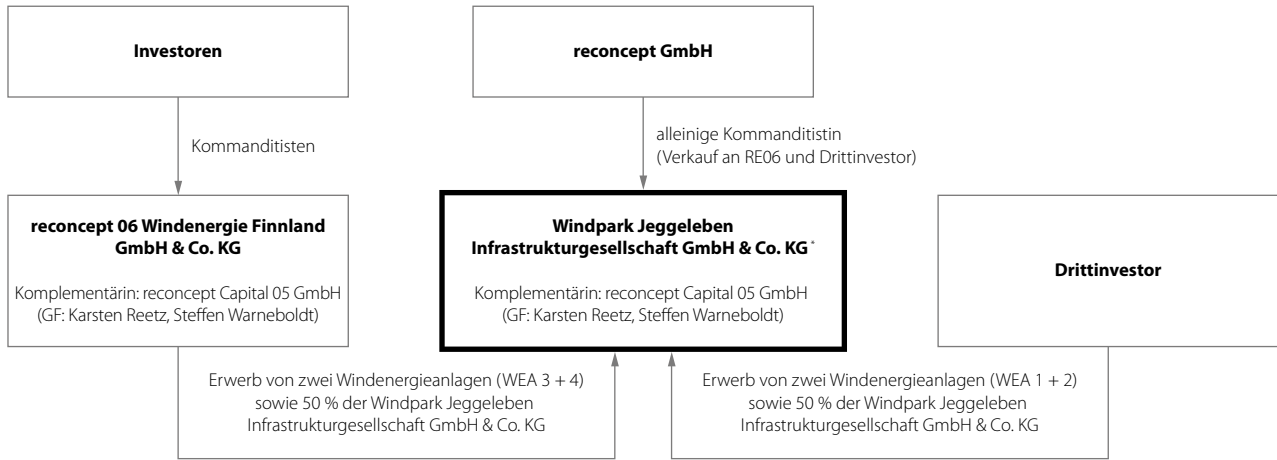 Investoren
reconcept GmbH
Kommanditisten
alleinige Kommanditistin
(Verkauf an RE06 und Drittinvestor)
reconcept 06 Windenergie Finnland
GmbH & Co. KG
Komplementärin: reconcept Capital 05 GmbH
(GF: Karsten Reetz, Steffen Warneboldt)
Windpark Jeggeleben
Infrastrukturgesellschaft GmbH & Co. KG *
Komplementärin: reconcept Capital 05 GmbH
(GF: Karsten Reetz, Steffen Warneboldt)
Drittinvestor
Erwerb von zwei Windenergieanlagen (WEA 3 + 4)
sowie 50 % der Windpark Jeggeleben
Infrastrukturgesellschaft GmbH & Co. KG
Erwerb von zwei Windenergieanlagen (WEA 1 + 2)
sowie 50 % der Windpark Jeggeleben
Infrastrukturgesellschaft GmbH & Co. KG